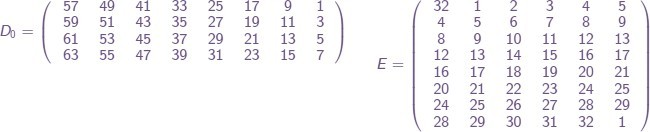 D₀ = ( 57 49 41 33 25 17 9 1
59 51 43 35 27 19 11 3
61 53 45 37 29 21 13 5
63 55 47 39 31 23 15 7 )
E = ( 32 1 2 3 4 5
4 5 6 7 8 9
8 9 10 11 12 13
12 13 14 15 16 17
16 17 18 19 20 21
20 21 22 23 24 25
24 25 26 27 28 29
28 29 30 31 32 1 )